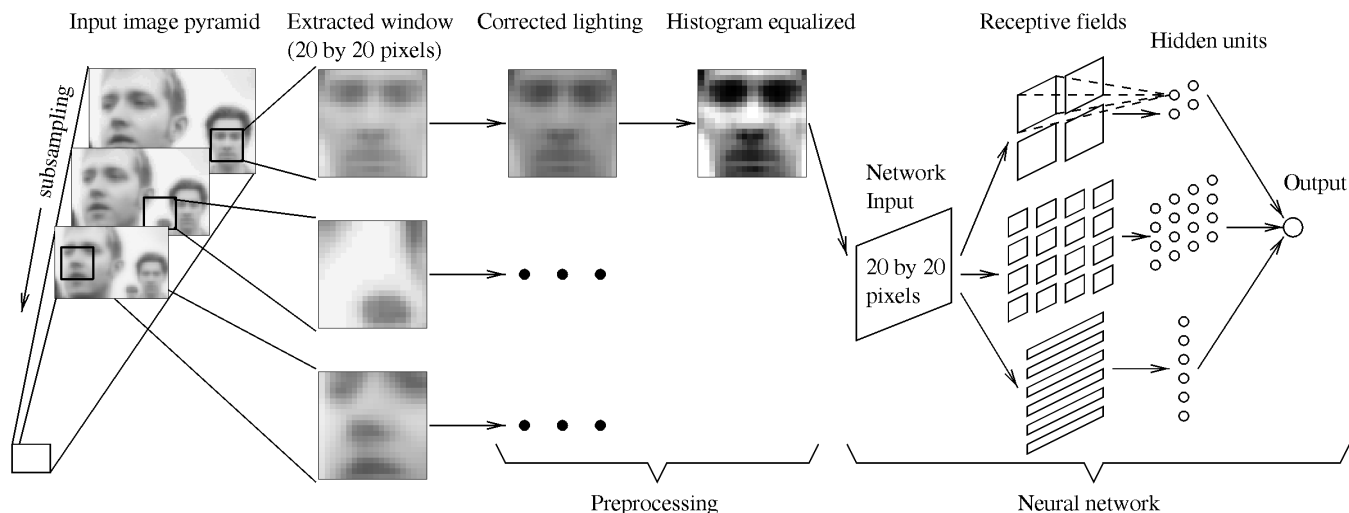 Input image pyramid
Extracted window
(20 by 20 pixels)
Corrected lighting
Histogram equalized
Receptive fields
Hidden units
subsampling
Network
Input
Output
20 by 20
pixels
Preprocessing
Neural network